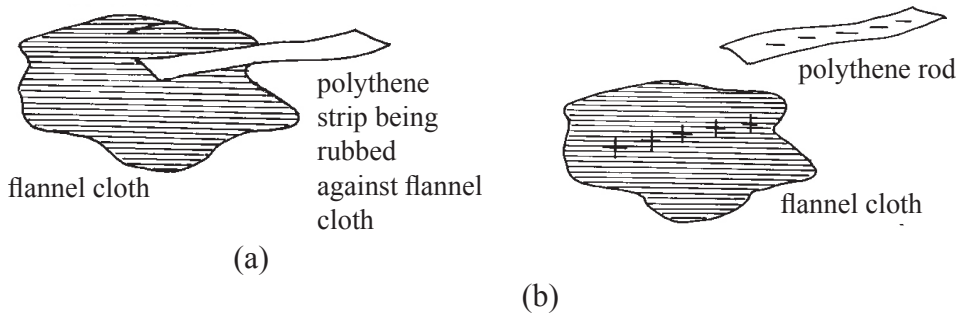 polythene
strip being
rubbed
against flannel
cloth
flannel cloth
(a)
polythene rod
flannel cloth
(b)